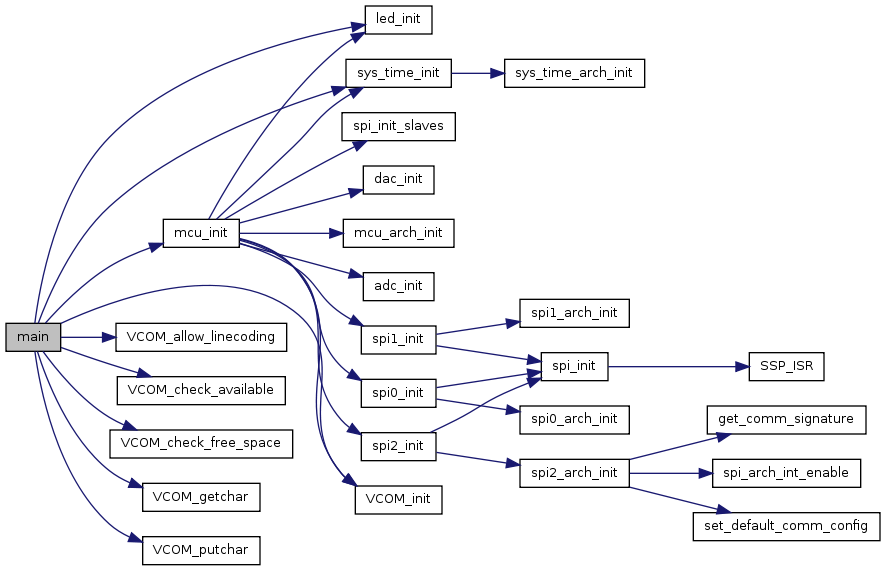 led_init
sys_time_init
sys_time_arch_init
spi_init_slaves
dac_init
mcu_init
mcu_arch_init
adc_init
spi1_arch_init
main
VCOM_allow_linecoding
spi1_init
spi_init
SSP_ISR
VCOM_check_available
spi0_init
spi0_arch_init
get_comm_signature
VCOM_check_free_space
spi2_init
spi2_arch_init
spi_arch_int_enable
VCOM_getchar
VCOM_init
set_default_comm_config
VCOM_putchar